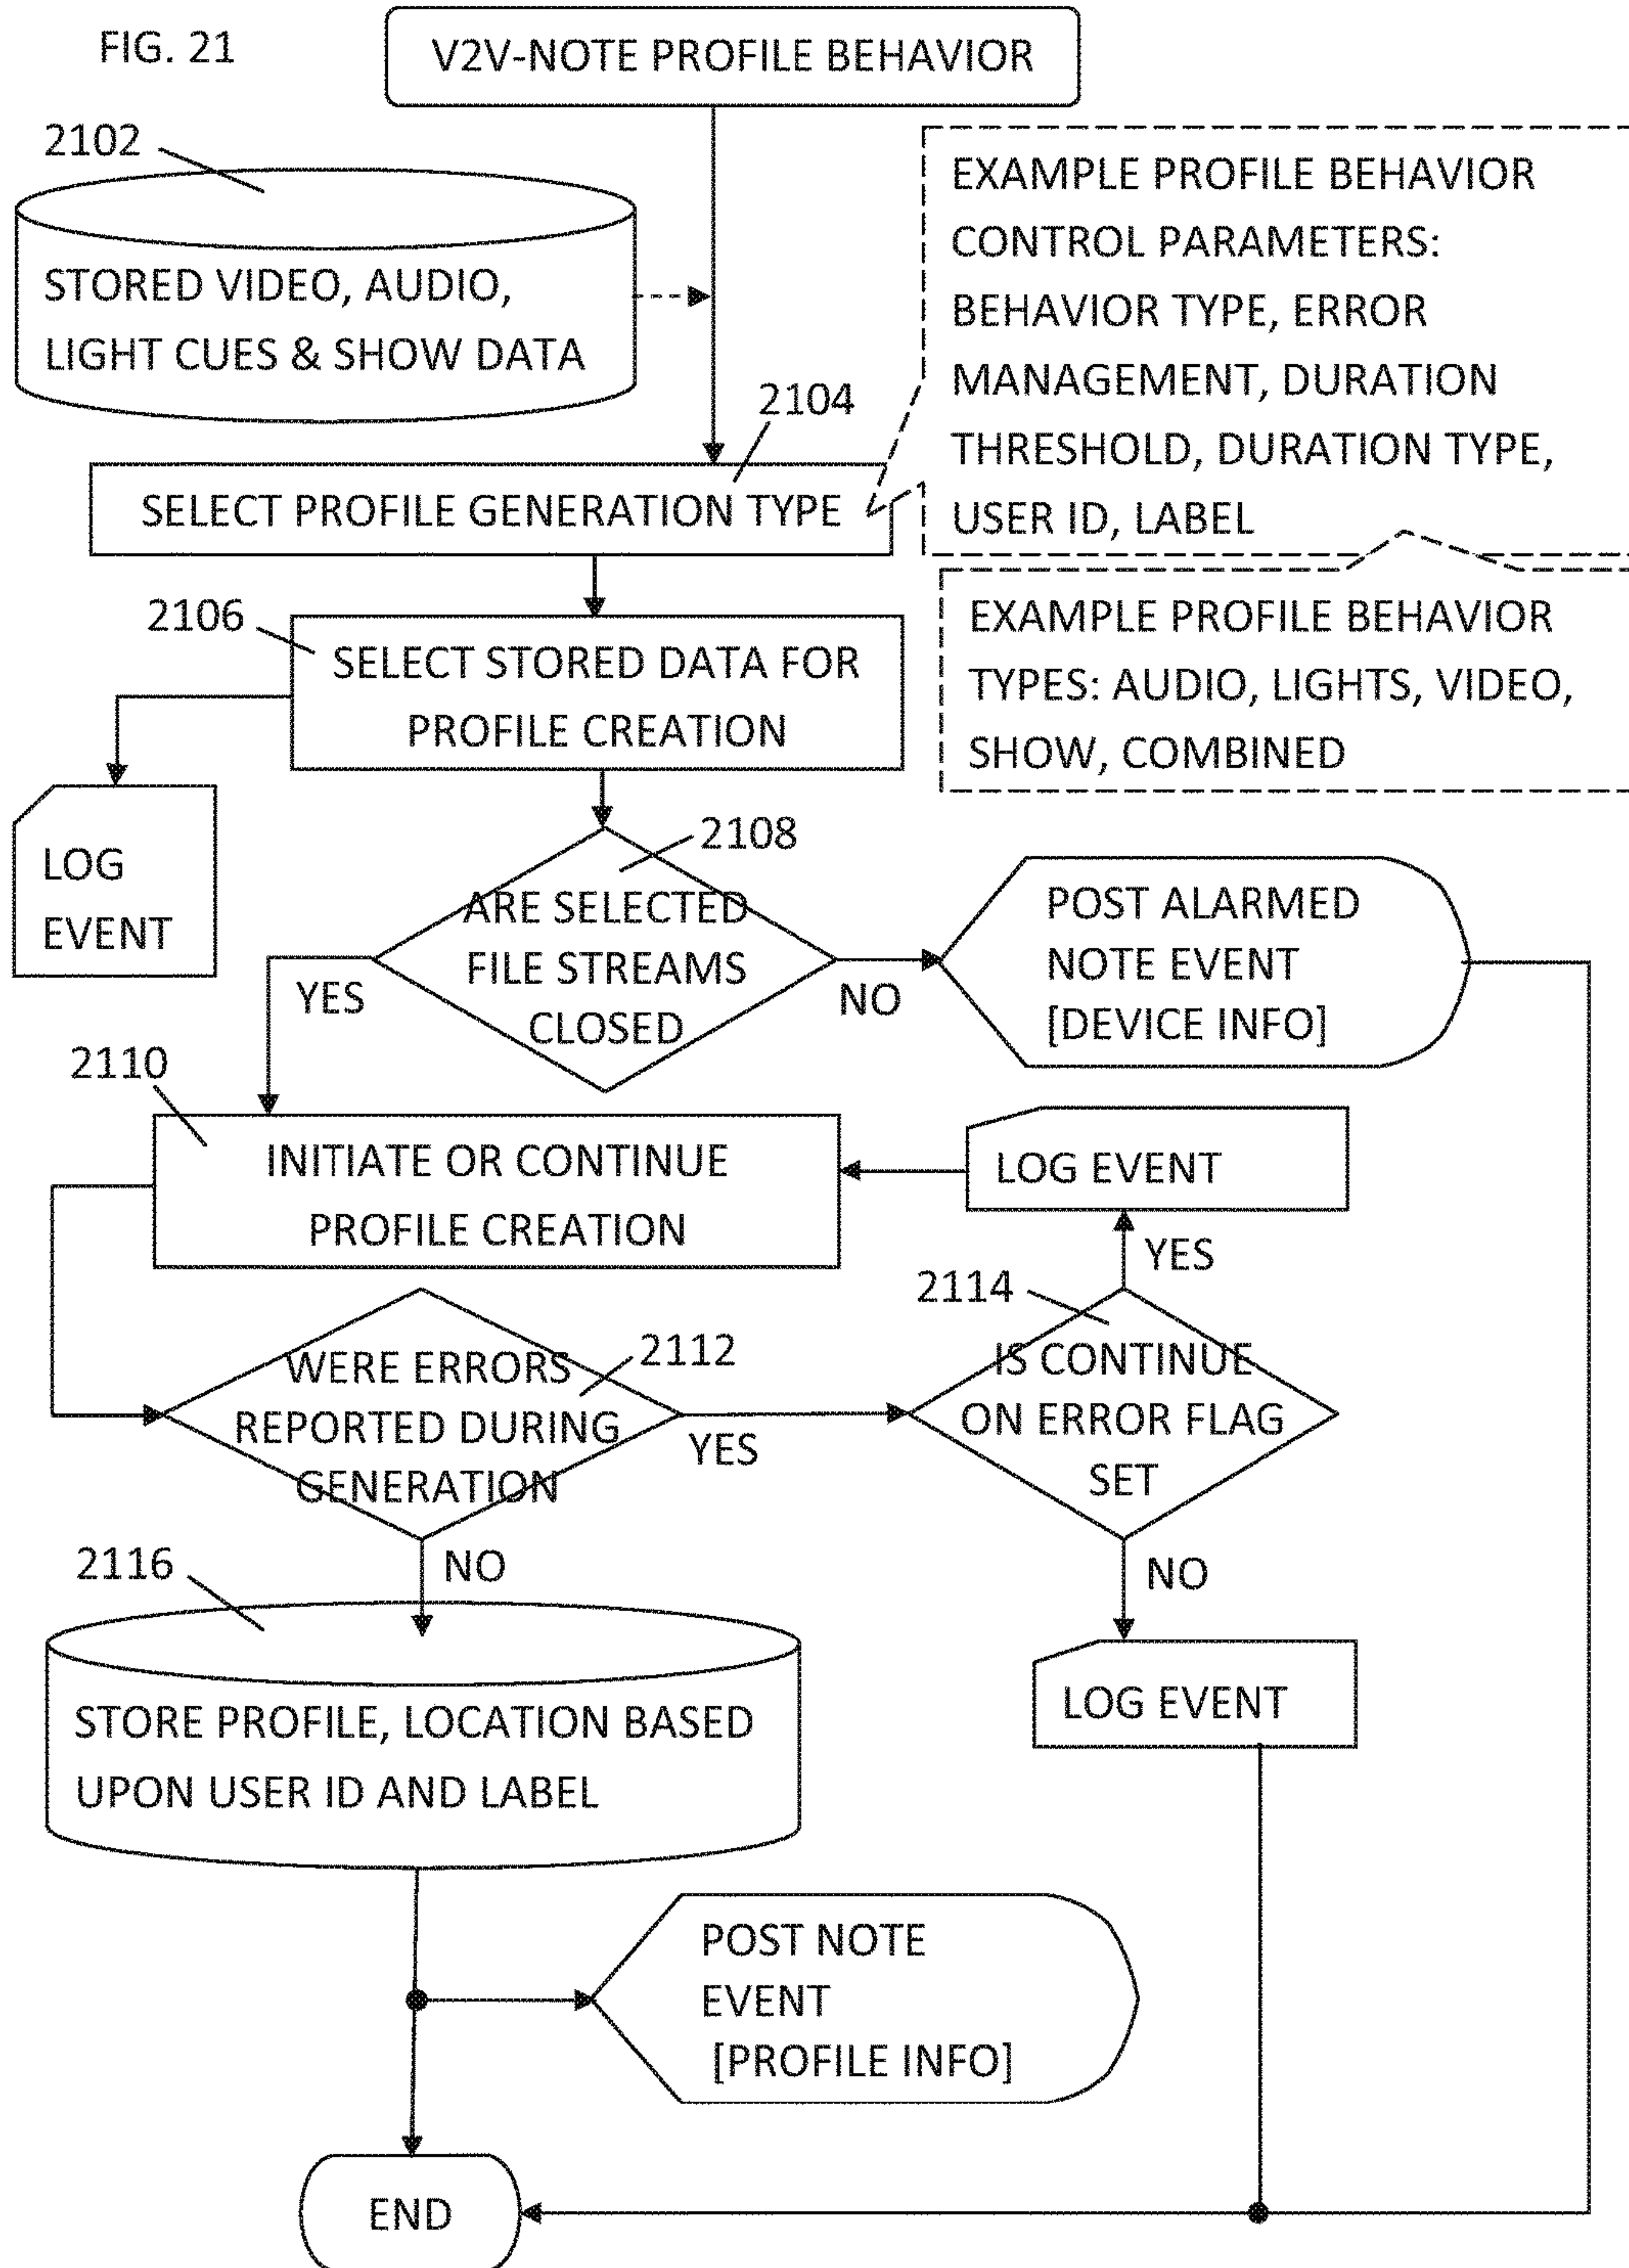 FIG. 21
V2V-NOTE PROFILE BEHAVIOR
2102
STORED VIDEO, AUDIO,
LIGHT CUES & SHOW DATA
EXAMPLE PROFILE BEHAVIOR
CONTROL PARAMETERS:
BEHAVIOR TYPE, ERROR
MANAGEMENT, DURATION
THRESHOLD, DURATION TYPE,
USER ID, LABEL
2104
SELECT PROFILE GENERATION TYPE
EXAMPLE PROFILE BEHAVIOR
TYPES: AUDIO, LIGHTS, VIDEO,
SHOW, COMBINED
2106
SELECT STORED DATA FOR
PROFILE CREATION
LOG
EVENT
2108
ARE SELECTED
FILE STREAMS
CLOSED
YES
NO
POST ALARMED
NOTE EVENT
[DEVICE INFO]
2110
INITIATE OR CONTINUE
PROFILE CREATION
LOG EVENT
YES
2114
IS CONTINUE
ON ERROR FLAG
SET
2112
WERE ERRORS
REPORTED DURING
GENERATION
YES
NO
NO
2116
STORE PROFILE, LOCATION BASED
UPON USER ID AND LABEL
LOG EVENT
POST NOTE
EVENT
[PROFILE INFO]
END